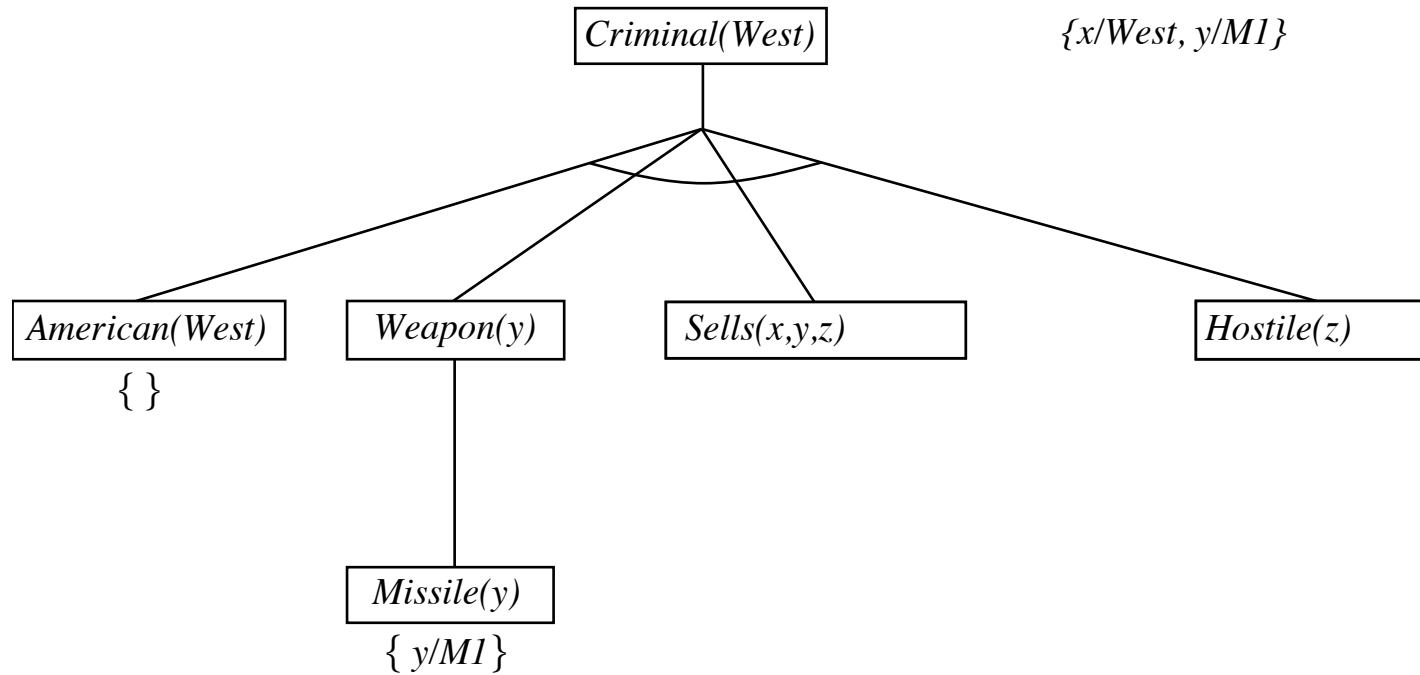 Criminal(West)
{x/West, y/M1}
American(West)
Weapon(y)
Sells(x,y,z)
Hostile(z)
{ }
Missile(y)
{ y/M1}